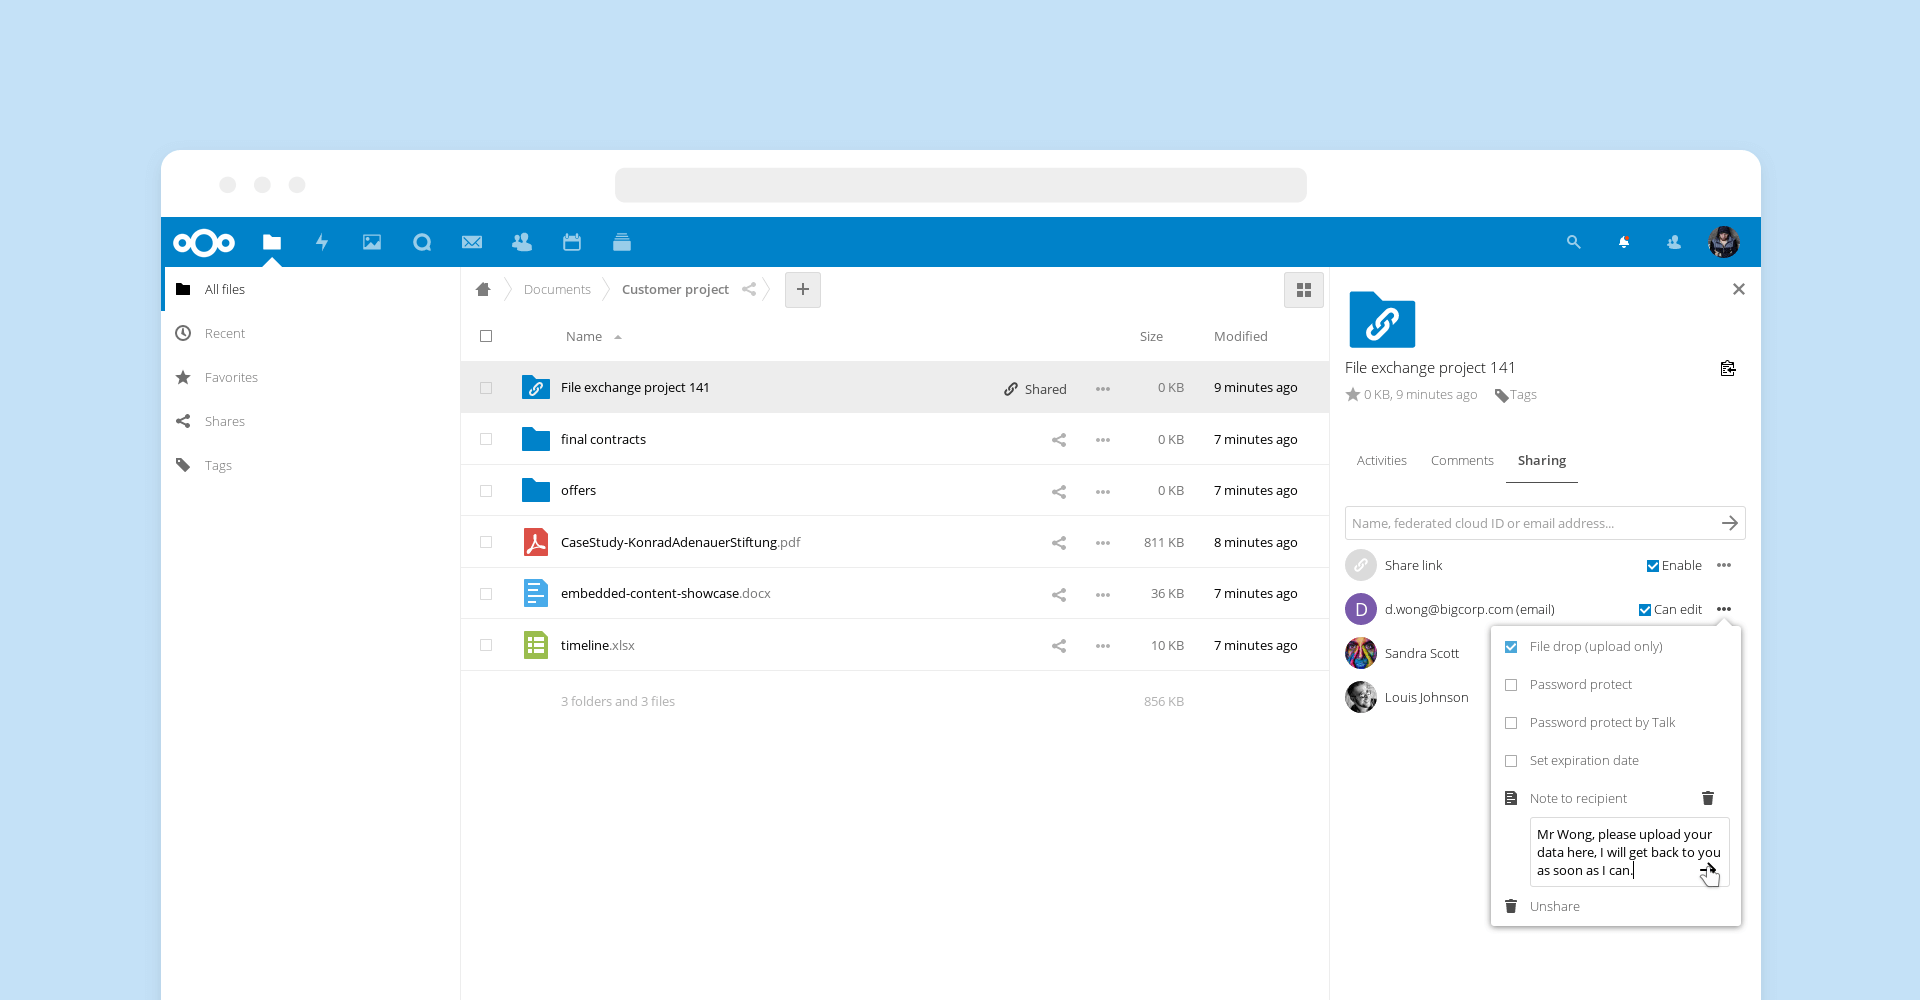 All files
Recent
Favorites
Shares
Tags
Documents
Customer project
Name
Size
Modified
File exchange project 141
Shared
0 KB
9 minutes ago
final contracts
0 KB
7 minutes ago
offers
0 KB
7 minutes ago
CaseStudy-KonradAdenauerStiftung.pdf
811 KB
8 minutes ago
embedded-content-showcase.docx
36 KB
7 minutes ago
timeline.xlsx
10 KB
7 minutes ago
3 folders and 3 files
856 KB
File exchange project 141
0 KB, 9 minutes ago
Tags
Activities
Comments
Sharing
Name, federated cloud ID or email address...
Share link
Enable
D
d.wong@bigcorp.com (email)
Can edit
Sandra Scott
Louis Johnson
File drop (upload only)
Password protect
Password protect by Talk
Set expiration date
Note to recipient
Mr Wong, please upload your
data here, I will get back to you
as soon as I can.
Unshare